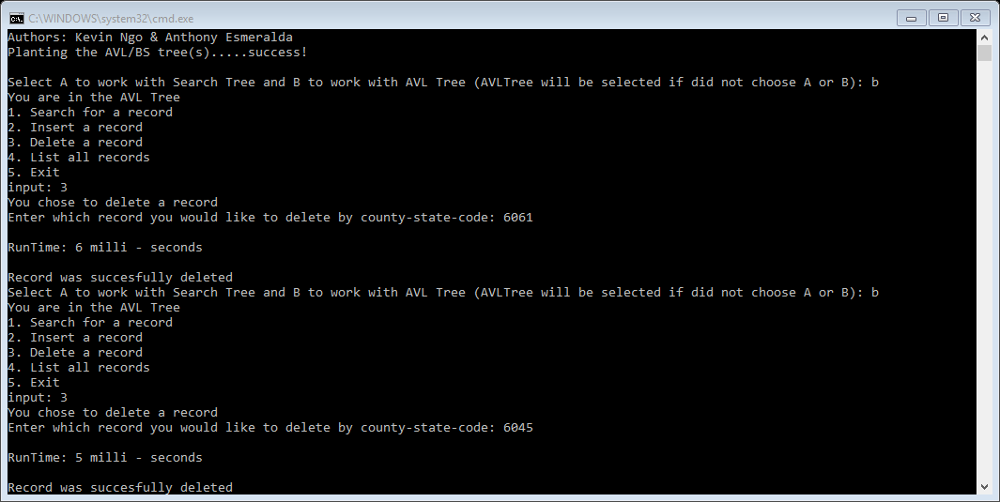 C:\WINDOWS\system32\cmd.exe
Authors: Kevin Ngo & Anthony Esmeralda
Planting the AVL/BS tree(s).....success!
Select A to work with Search Tree and B to work with AVL Tree (AVLTree will be selected if did not choose A or B): b
You are in the AVL Tree
1. Search for a record
2. Insert a record
3. Delete a record
4. List all records
5. Exit
input: 3
You chose to delete a record
Enter which record you would like to delete by county-state-code: 6061
RunTime: 6 milli - seconds
Record was succesfully deleted
Select A to work with Search Tree and B to work with AVL Tree (AVLTree will be selected if did not choose A or B): b
You are in the AVL Tree
1. Search for a record
2. Insert a record
3. Delete a record
4. List all records
5. Exit
input: 3
You chose to delete a record
Enter which record you would like to delete by county-state-code: 6045
RunTime: 5 milli - seconds
Record was succesfully deleted